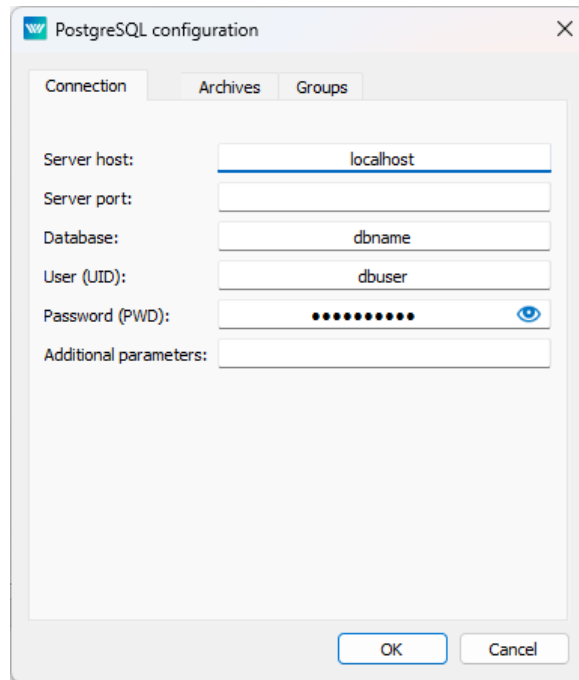 PostgreSQL configuration
Connection Archives Groups
Server host: localhost
Server port:
Database: dbname
User (UID): dbuser
Password (PWD): ●●●●●●●●●●
Additional parameters:
OK Cancel